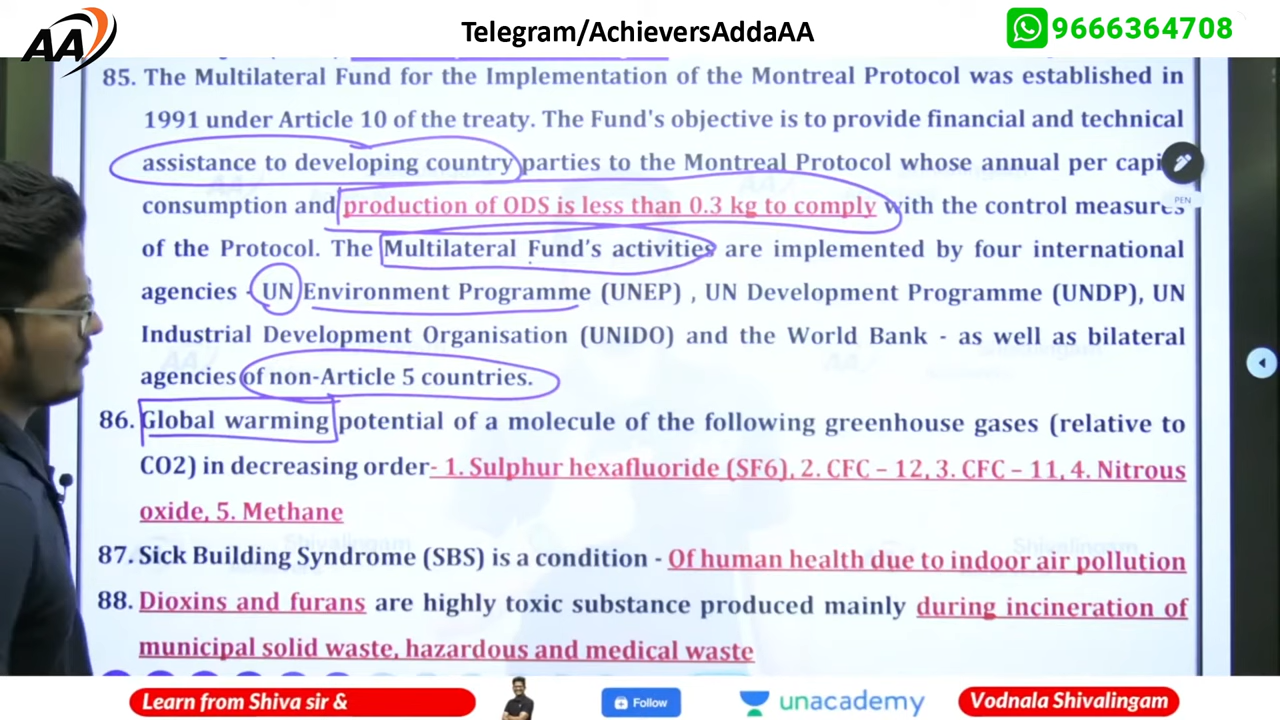 AA
Telegram/AchieversAddaAA
9666364708
85. The Multilateral Fund for the Implementation of the Montreal Protocol was established in
1991 under Article 10 of the treaty. The Fund's objective is to provide financial and technical
assistance to developing country parties to the Montreal Protocol whose annual per capi
consumption and production of ODS is less than 0.3 kg to comply with the control measures
of the Protocol. The Multilateral Fund's activities are implemented by four international
agencies - UN Environment Programme (UNEP) , UN Development Programme (UNDP), UN
Industrial Development Organisation (UNIDO) and the World Bank - as well as bilateral
agencies of non-Article 5 countries.
86. Global warming potential of a molecule of the following greenhouse gases (relative to
CO2) in decreasing order- 1. Sulphur hexafluoride (SF6), 2. CFC – 12, 3. CFC – 11, 4. Nitrous
oxide, 5. Methane
87. Sick Building Syndrome (SBS) is a condition - Of human health due to indoor air pollution
88. Dioxins and furans are highly toxic substance produced mainly during incineration of
municipal solid waste, hazardous and medical waste
PEN
Learn from Shiva sir &
Follow
unacademy
Vodnala Shivalingam